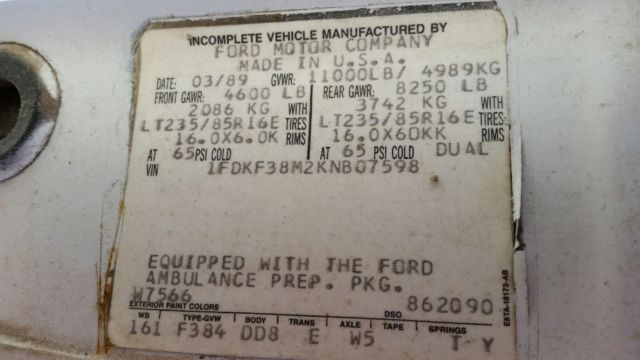 INCOMPLETE VEHICLE MANUFACTURED BY
FORD MOTOR COMPANY
MADE IN U.S.A.
DATE: 03/89 GVWR: 11000LB/ 4989KG
FRONT GAWR: 4600 LB REAR GAWR: 8250 LB
2086 KG WITH 3742 KG WITH
LT235/85R16E TIRES LT235/85R16E TIRES
16.0X6.0K RIMS 16.0X60KK RIMS
AT 65 PSI COLD AT 65 PSI COLD DUAL
VIN 1FDKF38M2KNB07598
EQUIPPED WITH THE FORD
AMBULANCE PREP. PKG.
W7566 862090
EXTERIOR PAINT COLORS DSO
WB TYPE-GVW BODY TRANS AXLE TAPE SPRINGS
161 F384 DD8 E W5 T Y
E8TA-18173-AB